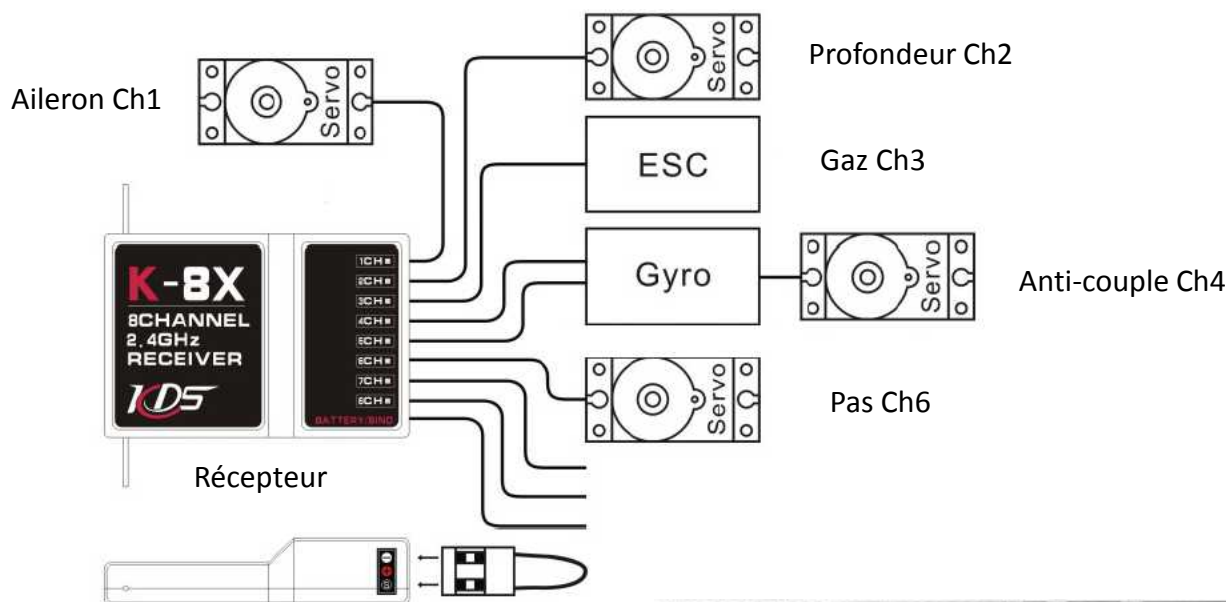 Profondeur Ch2
Servo
Aileron Ch1
Servo
ESC
Gaz Ch3
Gyro
Servo
Anti-couple Ch4
K-8X
8CHANNEL
2.4GHz
RECEIVER
KDS
1CH
2CH
3CH
4CH
5CH
6CH
7CH
8CH
BATTERY/BIND
Servo
Pas Ch6
Récepteur